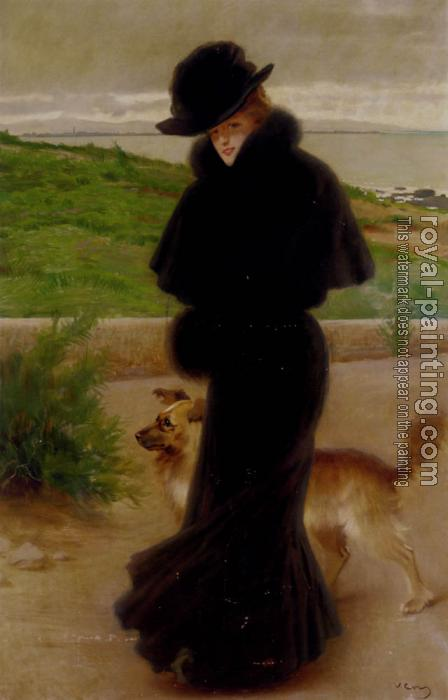 royal-painting.com
This watermark does not appear on the painting